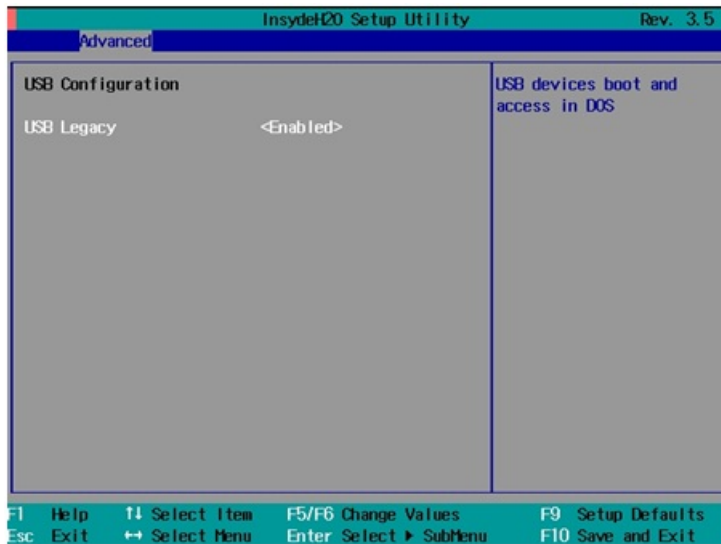 InsydeH20 Setup Utility Rev. 3.5
Advanced
USB Configuration
USB Legacy <Enabled>
USB devices boot and
access in DOS
F1 Help ↑↓ Select Item F5/F6 Change Values F9 Setup Defaults
Esc Exit ↔ Select Menu Enter Select ▶ SubMenu F10 Save and Exit